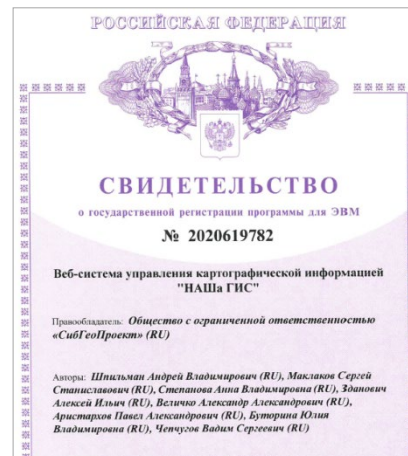 РОССИЙСКАЯ ФЕДЕРАЦИЯ
СВИДЕТЕЛЬСТВО
о государственной регистрации программы для ЭВМ
№ 2020619782
Веб-система управления картографической информацией
"НАШа ГИС"
Правообладатель: Общество с ограниченной ответственностью
«СибГеоПроект» (RU)
Авторы: Шпильман Андрей Владимирович (RU), Маклаков Сергей
Станиславович (RU), Степанова Анна Владимировна (RU), Зданович
Алексей Ильич (RU), Величко Александр Александрович (RU),
Аристархов Павел Александрович (RU), Буторина Юлия
Владимировна (RU), Чепчугов Вадим Сергеевич (RU)